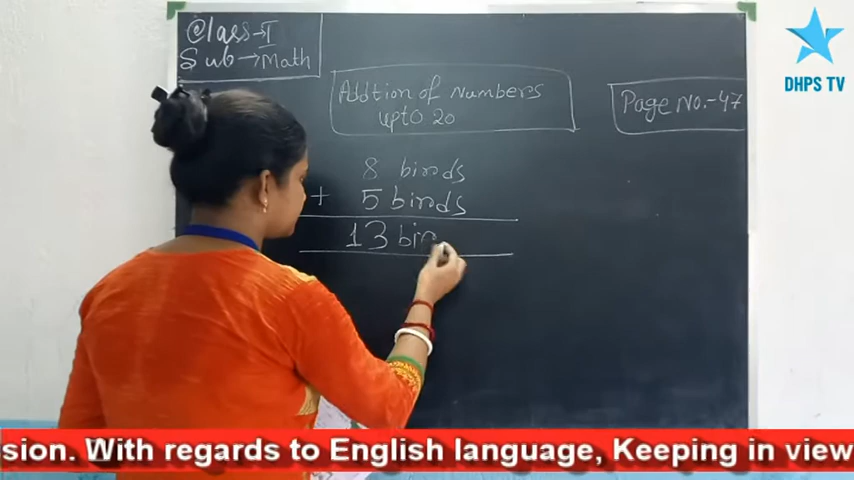 Class→I
Sub→Math
Addtion of Numbers
upto 20
Page No.-47
8 birds
+ 5 birds
13 bir
DHPS TV
sion. With regards to English language, Keeping in view